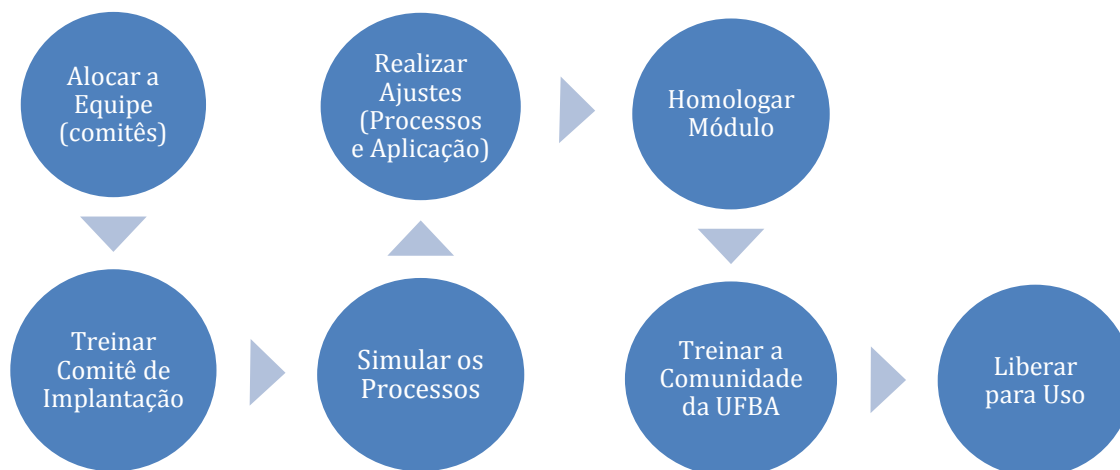 Alocar a
Equipe
(comitês)
Treinar
Comitê de
Implantação
Simular os
Processos
Realizar
Ajustes
(Processos
e Aplicação)
Homologar
Módulo
Treinar a
Comunidade
da UFBA
Liberar
para Uso